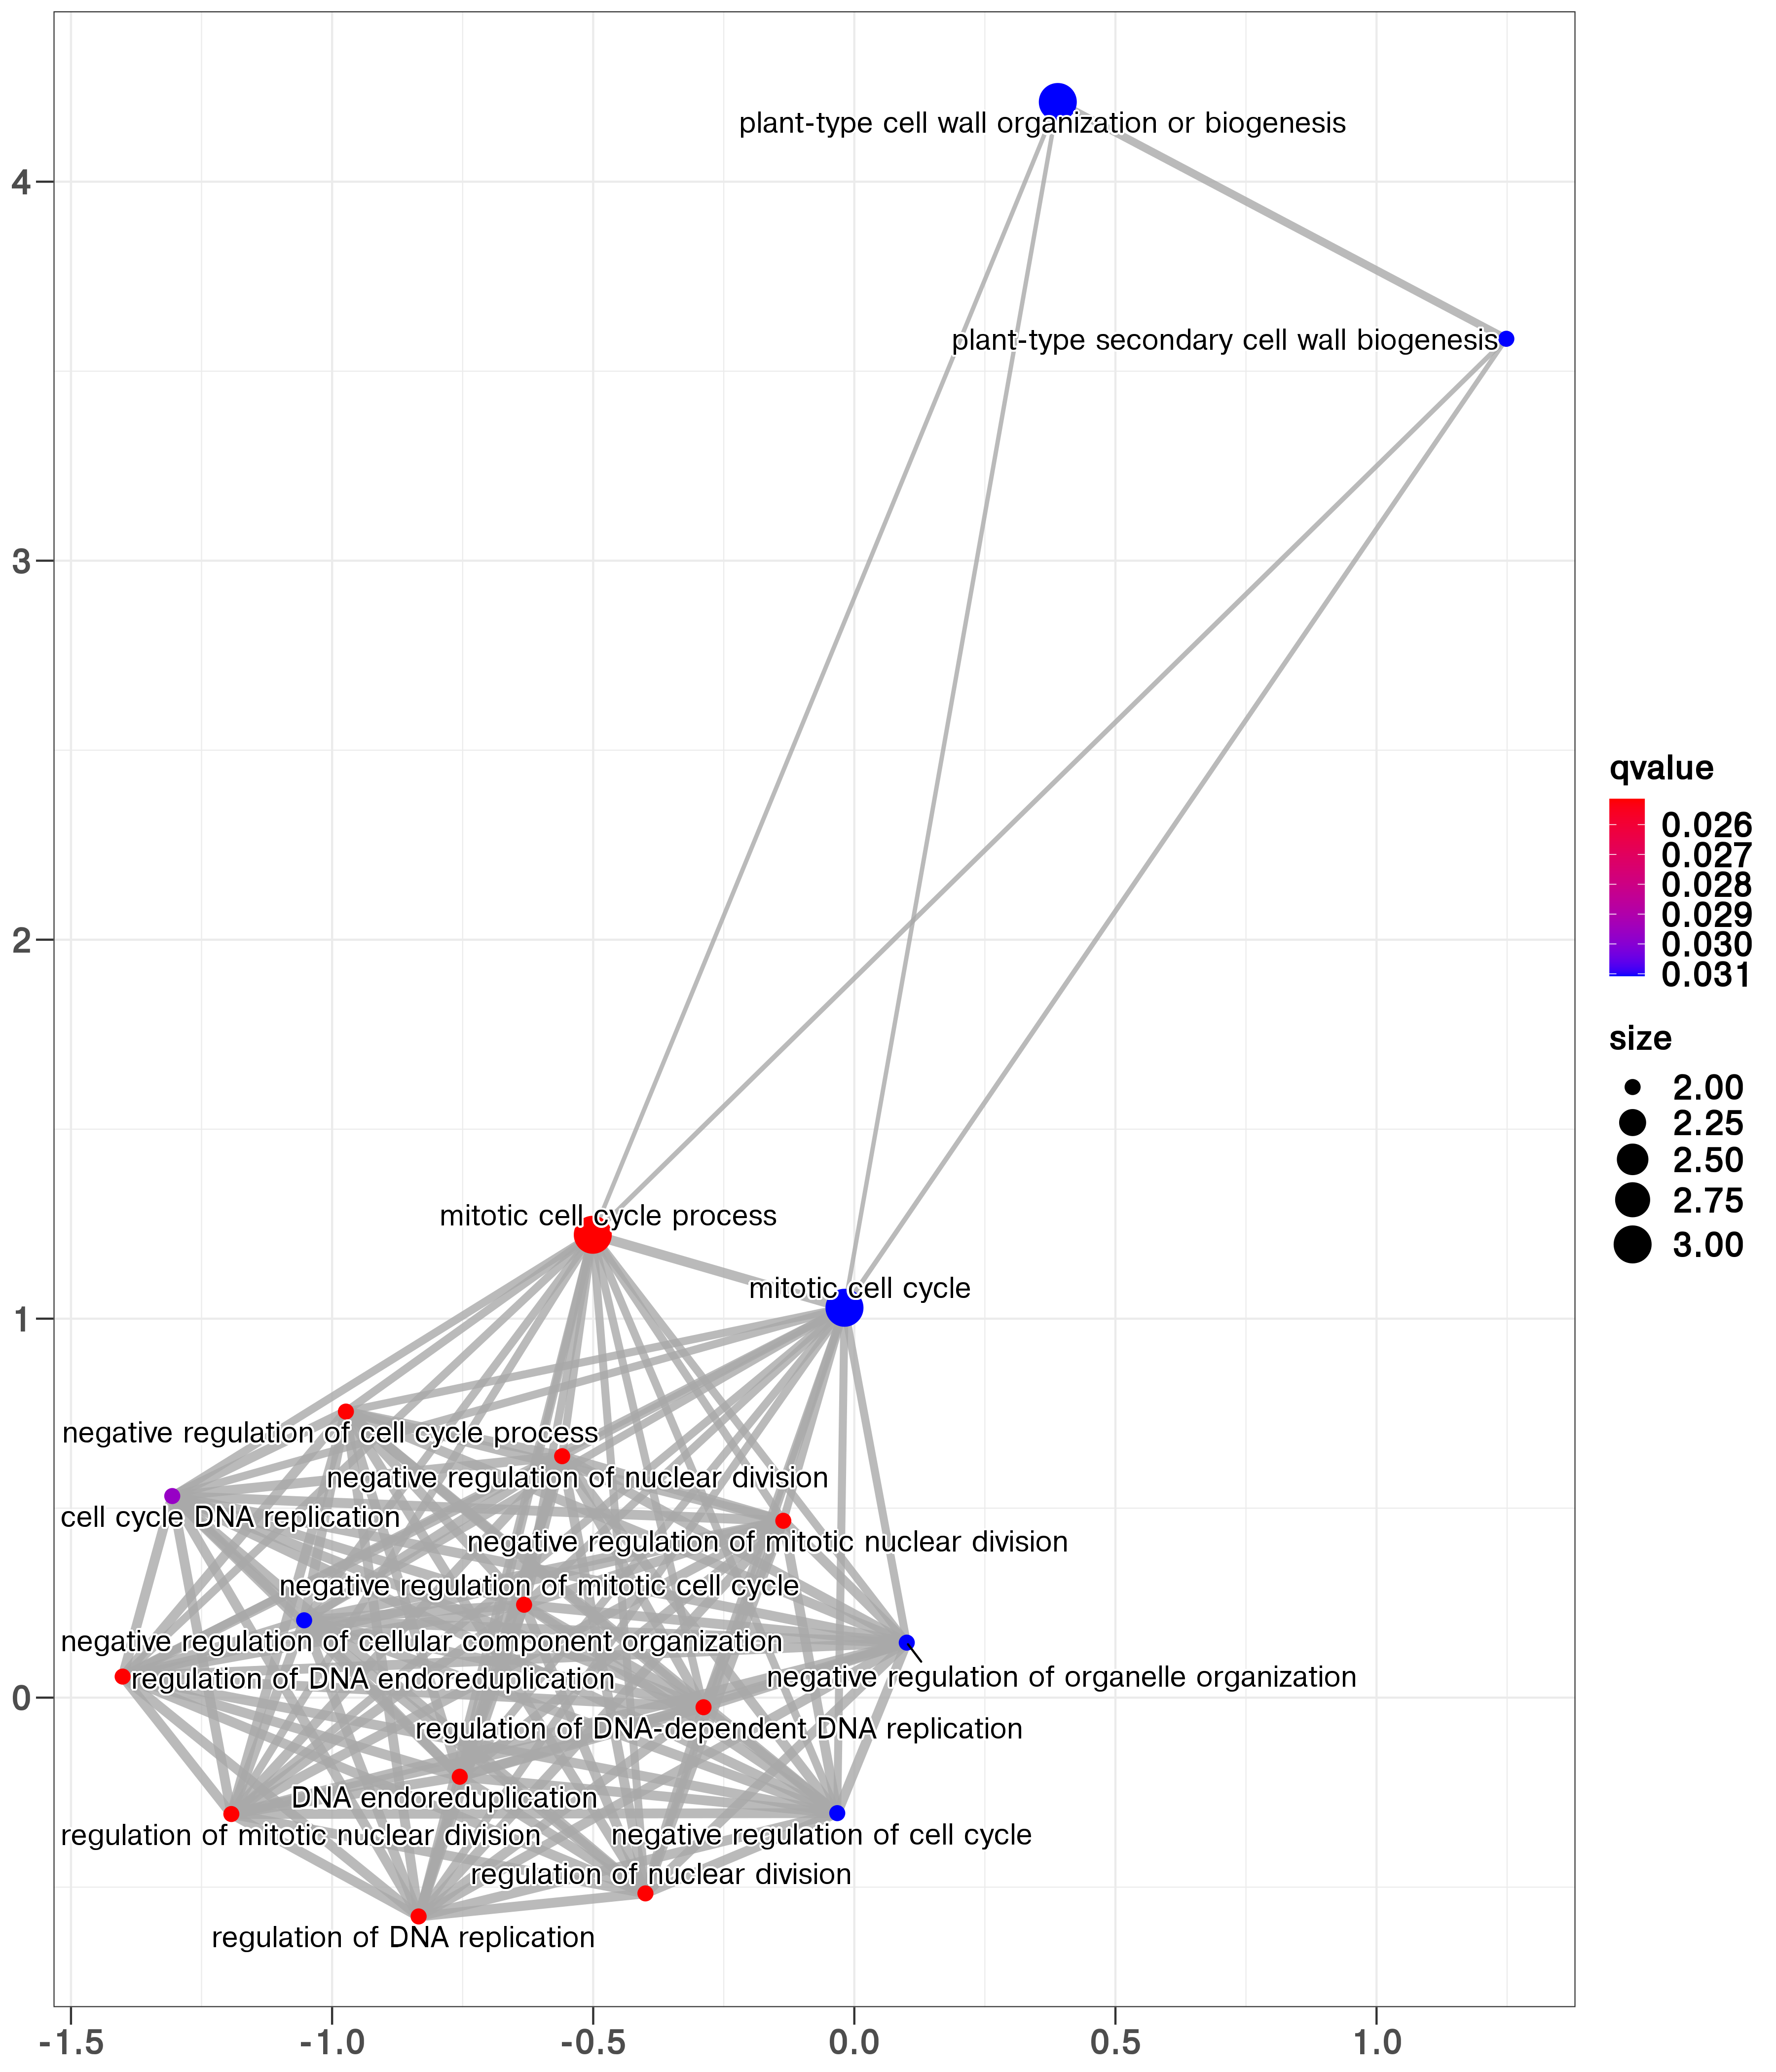 plant-type cell wall organization or biogenesis
4
plant-type secondary cell wall biogenesis
3
qvalue
0.026
0.027
0.028
0.029
0.030
0.031
2
size
2.00
2.25
2.50
2.75
3.00
mitotic cell cycle process
mitotic cell cycle
1
negative regulation of cell cycle process
negative regulation of nuclear division
cell cycle DNA replication
negative regulation of mitotic nuclear division
negative regulation of mitotic cell cycle
negative regulation of cellular component organization
regulation of DNA endoreduplication
negative regulation of organelle organization
0
regulation of DNA-dependent DNA replication
DNA endoreduplication
regulation of mitotic nuclear division
negative regulation of cell cycle
regulation of nuclear division
regulation of DNA replication
-1.5 -1.0 -0.5 0.0 0.5 1.0